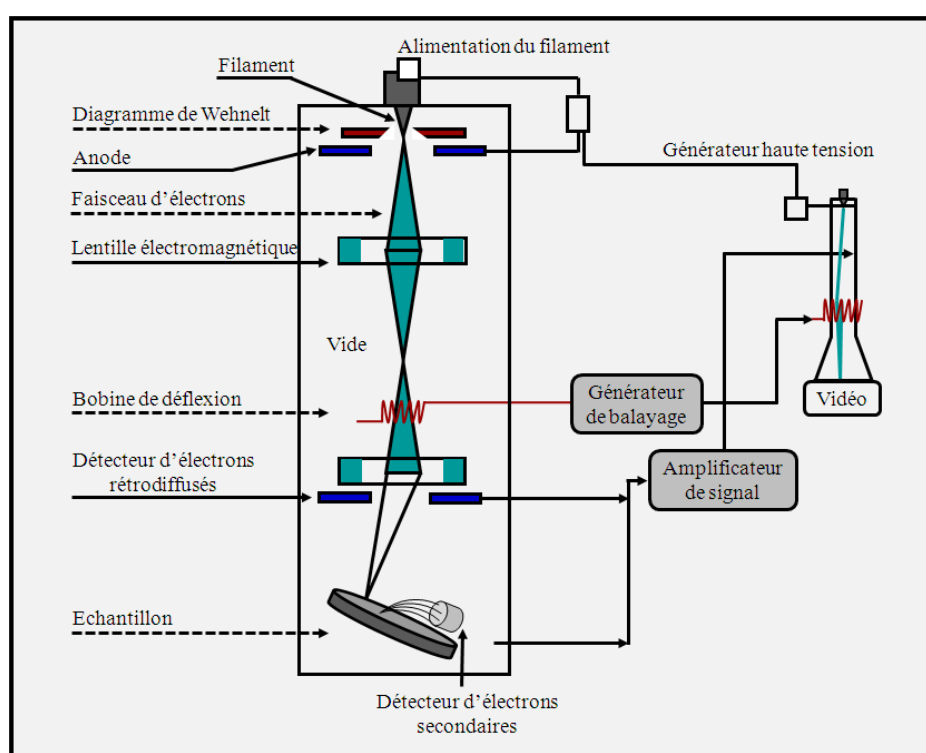 Alimentation du filament
Filament
Diagramme de Wehnelt
Anode
Générateur haute tension
Faisceau d'électrons
Lentille électromagnétique
Vide
Bobine de déflexion
Générateur
de balayage
Vidéo
Détecteur d'électrons
rétrodiffusés
Amplificateur
de signal
Echantillon
Détecteur d'électrons
secondaires